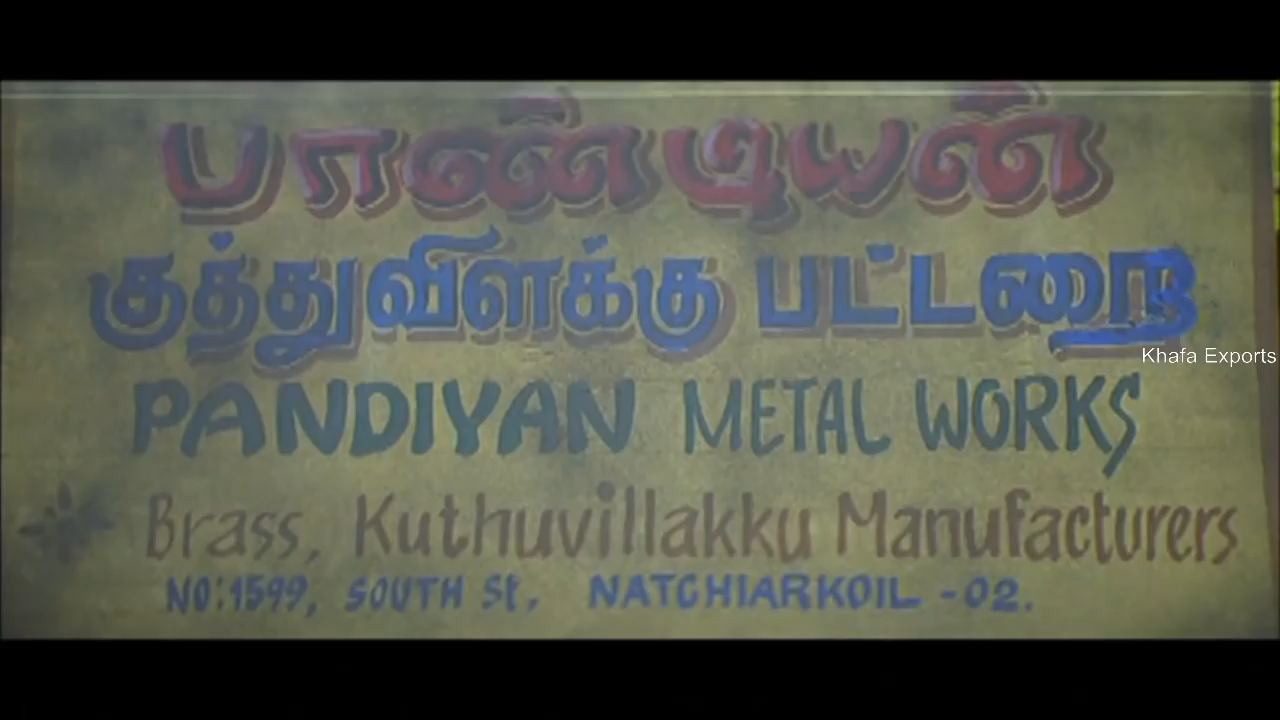 பாண்டியன்
குத்துவிளக்கு பட்டறை
Khafa Exports
PANDIYAN METAL WORKS
Brass, Kuthuvillakku Manufacturers
NO:1599, SOUTH St, NATCHIARKOIL -02.